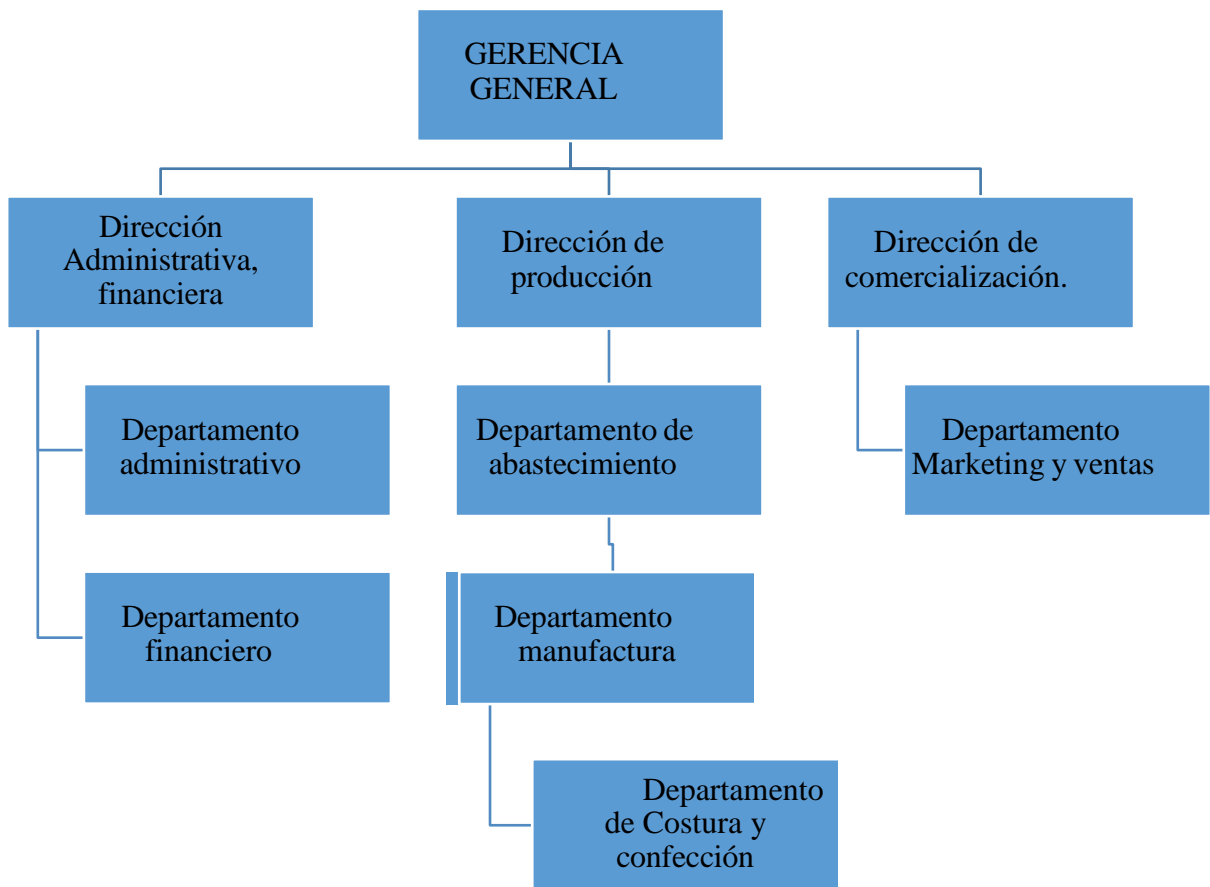 GERENCIA
GENERAL
Dirección
Administrativa,
financiera
Dirección de
producción
Dirección de
comercialización.
Departamento
administrativo
Departamento de
abastecimiento
Departamento
Marketing y ventas
Departamento
financiero
Departamento
manufactura
Departamento
de Costura y
confección